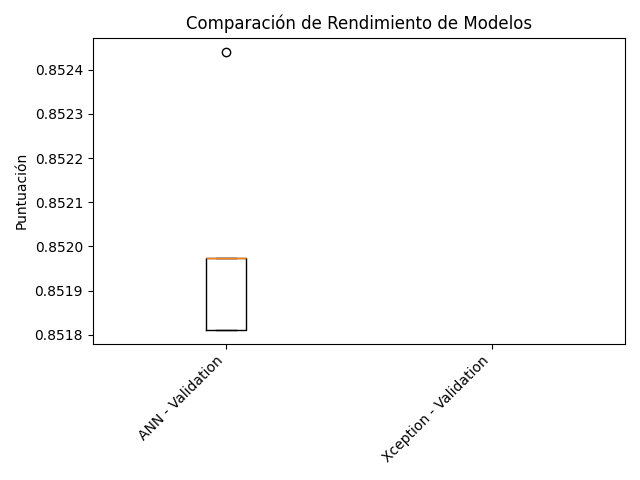 Comparación de Rendimiento de Modelos
Puntuación
0.8524
0.8523
0.8522
0.8521
0.8520
0.8519
0.8518
ANN - Validation
Xception - Validation